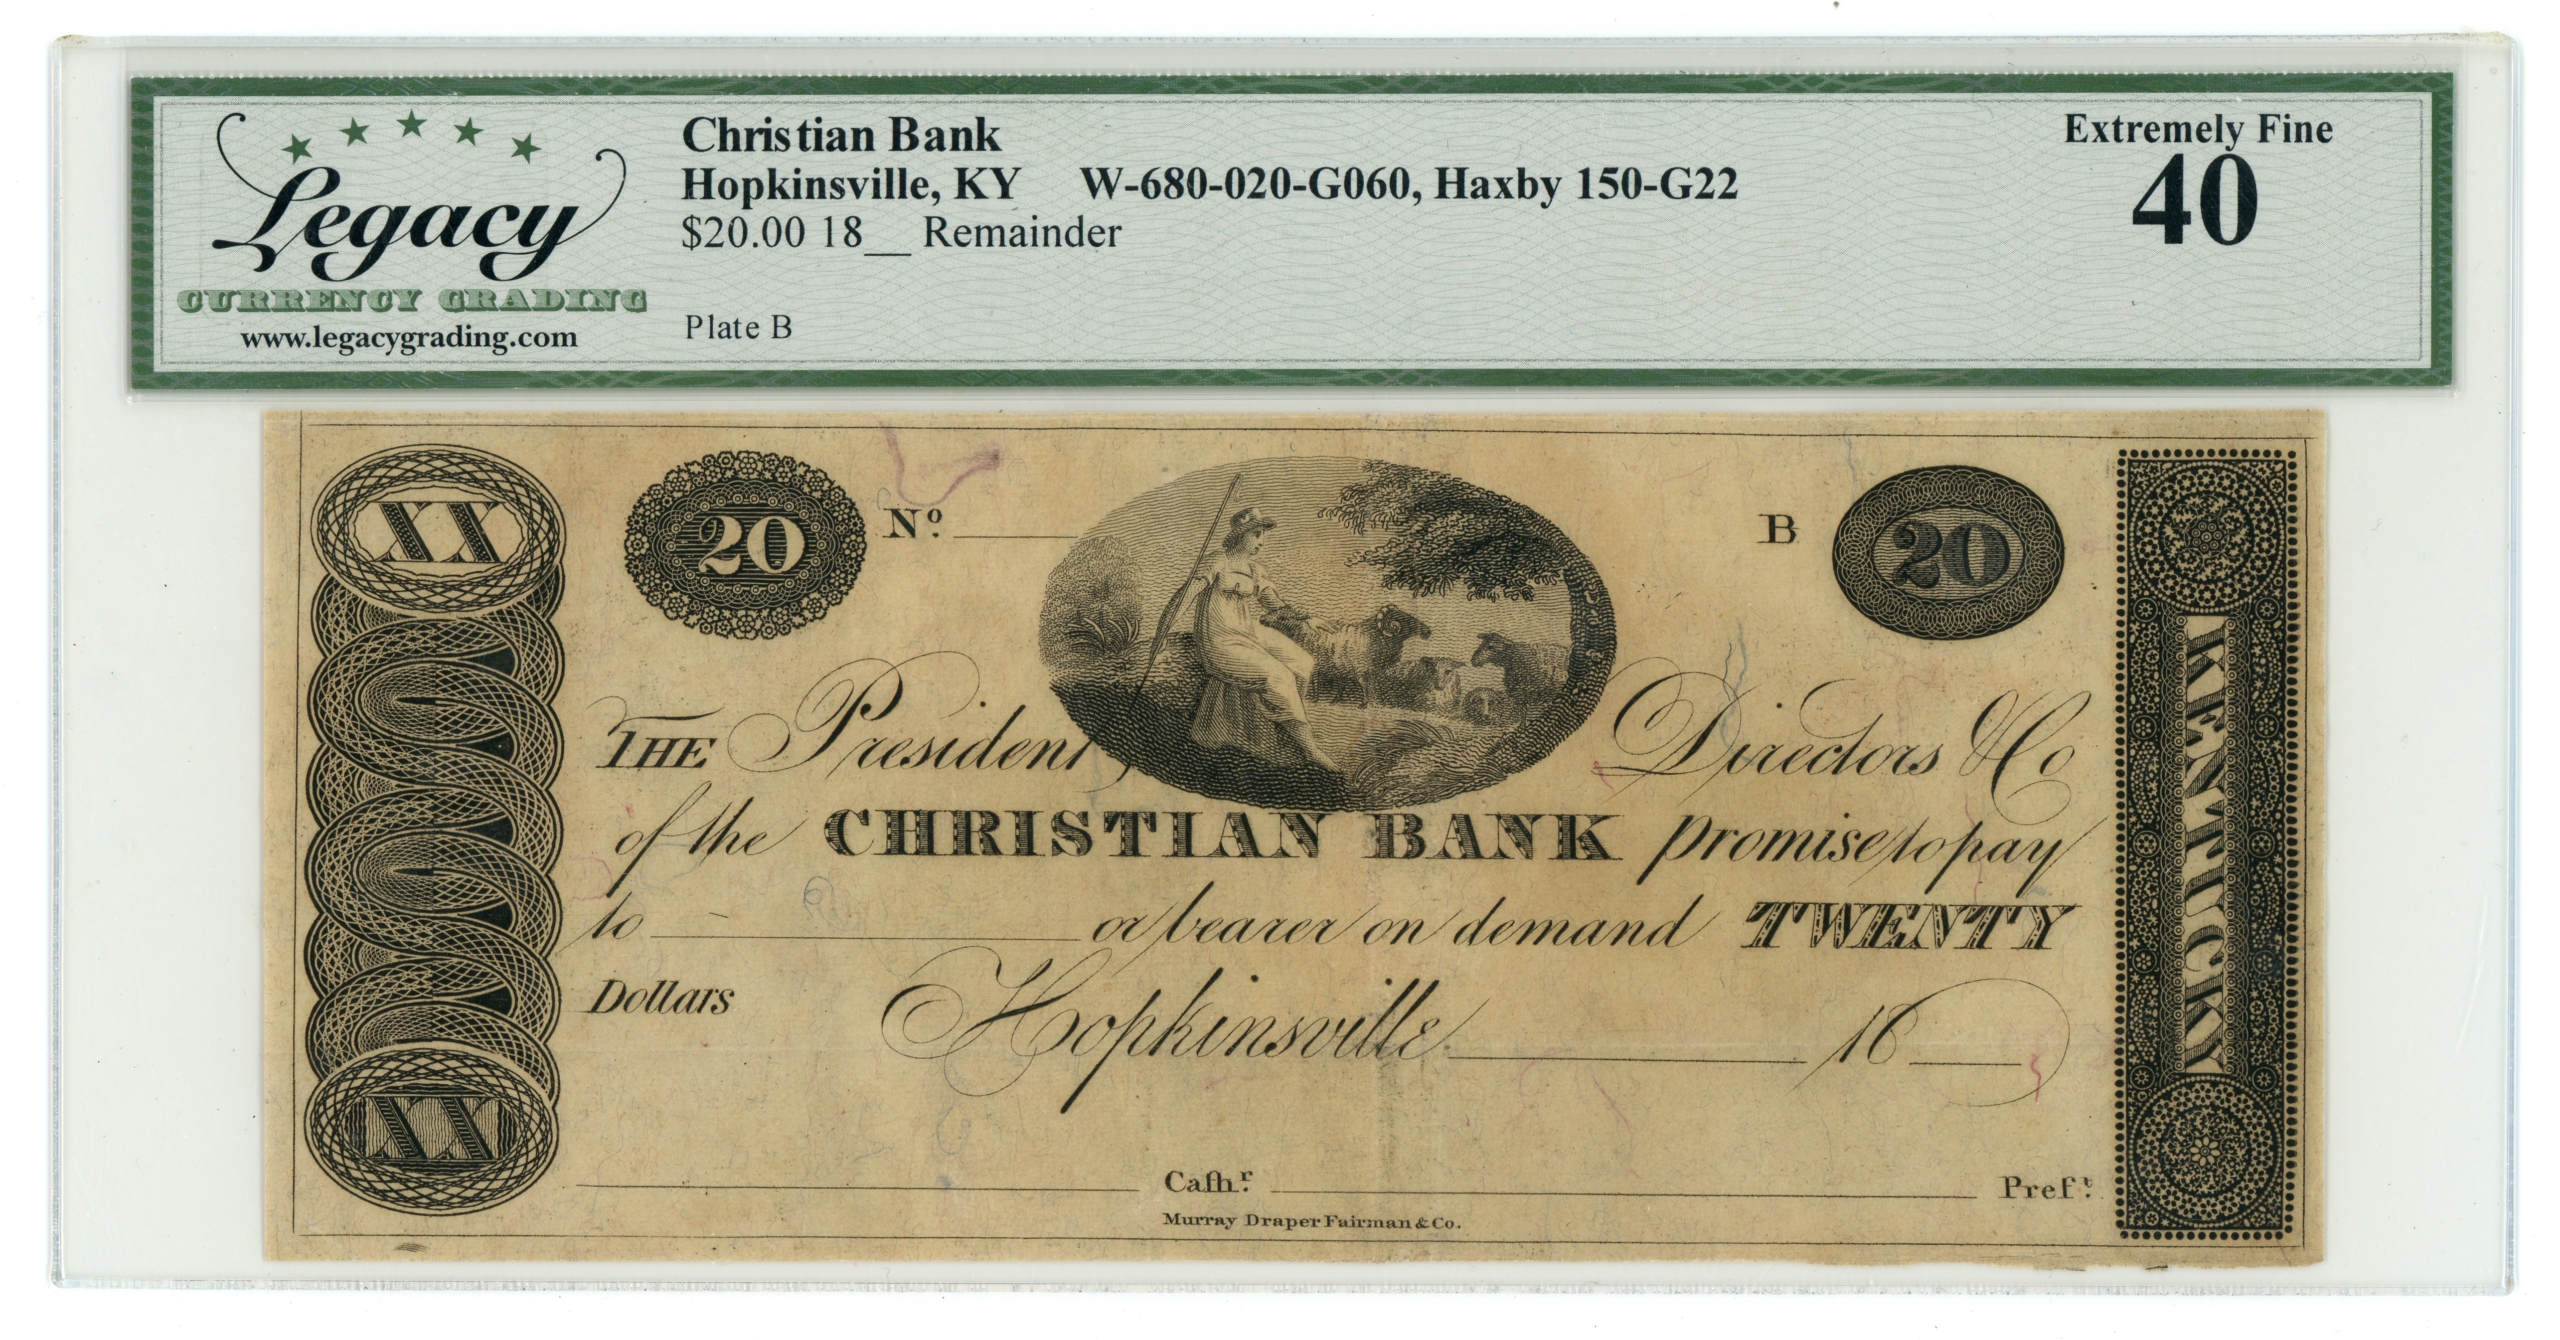 Legacy
CURRENCY GRADING
www.legacygrading.com
Christian Bank
Hopkinsville, KY W-680-020-G060, Haxby 150-G22
$20.00 18__ Remainder
Plate B
Extremely Fine
40
XX
20 No. B 20
THE President, Directors & Co
of the CHRISTIAN BANK promise to pay
to or bearer on demand TWENTY
Dollars Hopkinsville 18
Caſhr. Preſt.
Murray Draper Fairman & Co.
XX
KENTUCKY